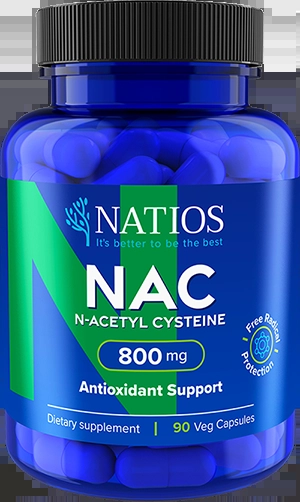 NATIOS
It's better to be the best
NAC
N-ACETYL CYSTEINE
800 mg
Antioxidant Support
Free Radical
Protection
Dietary supplement | 90 Veg Capsules